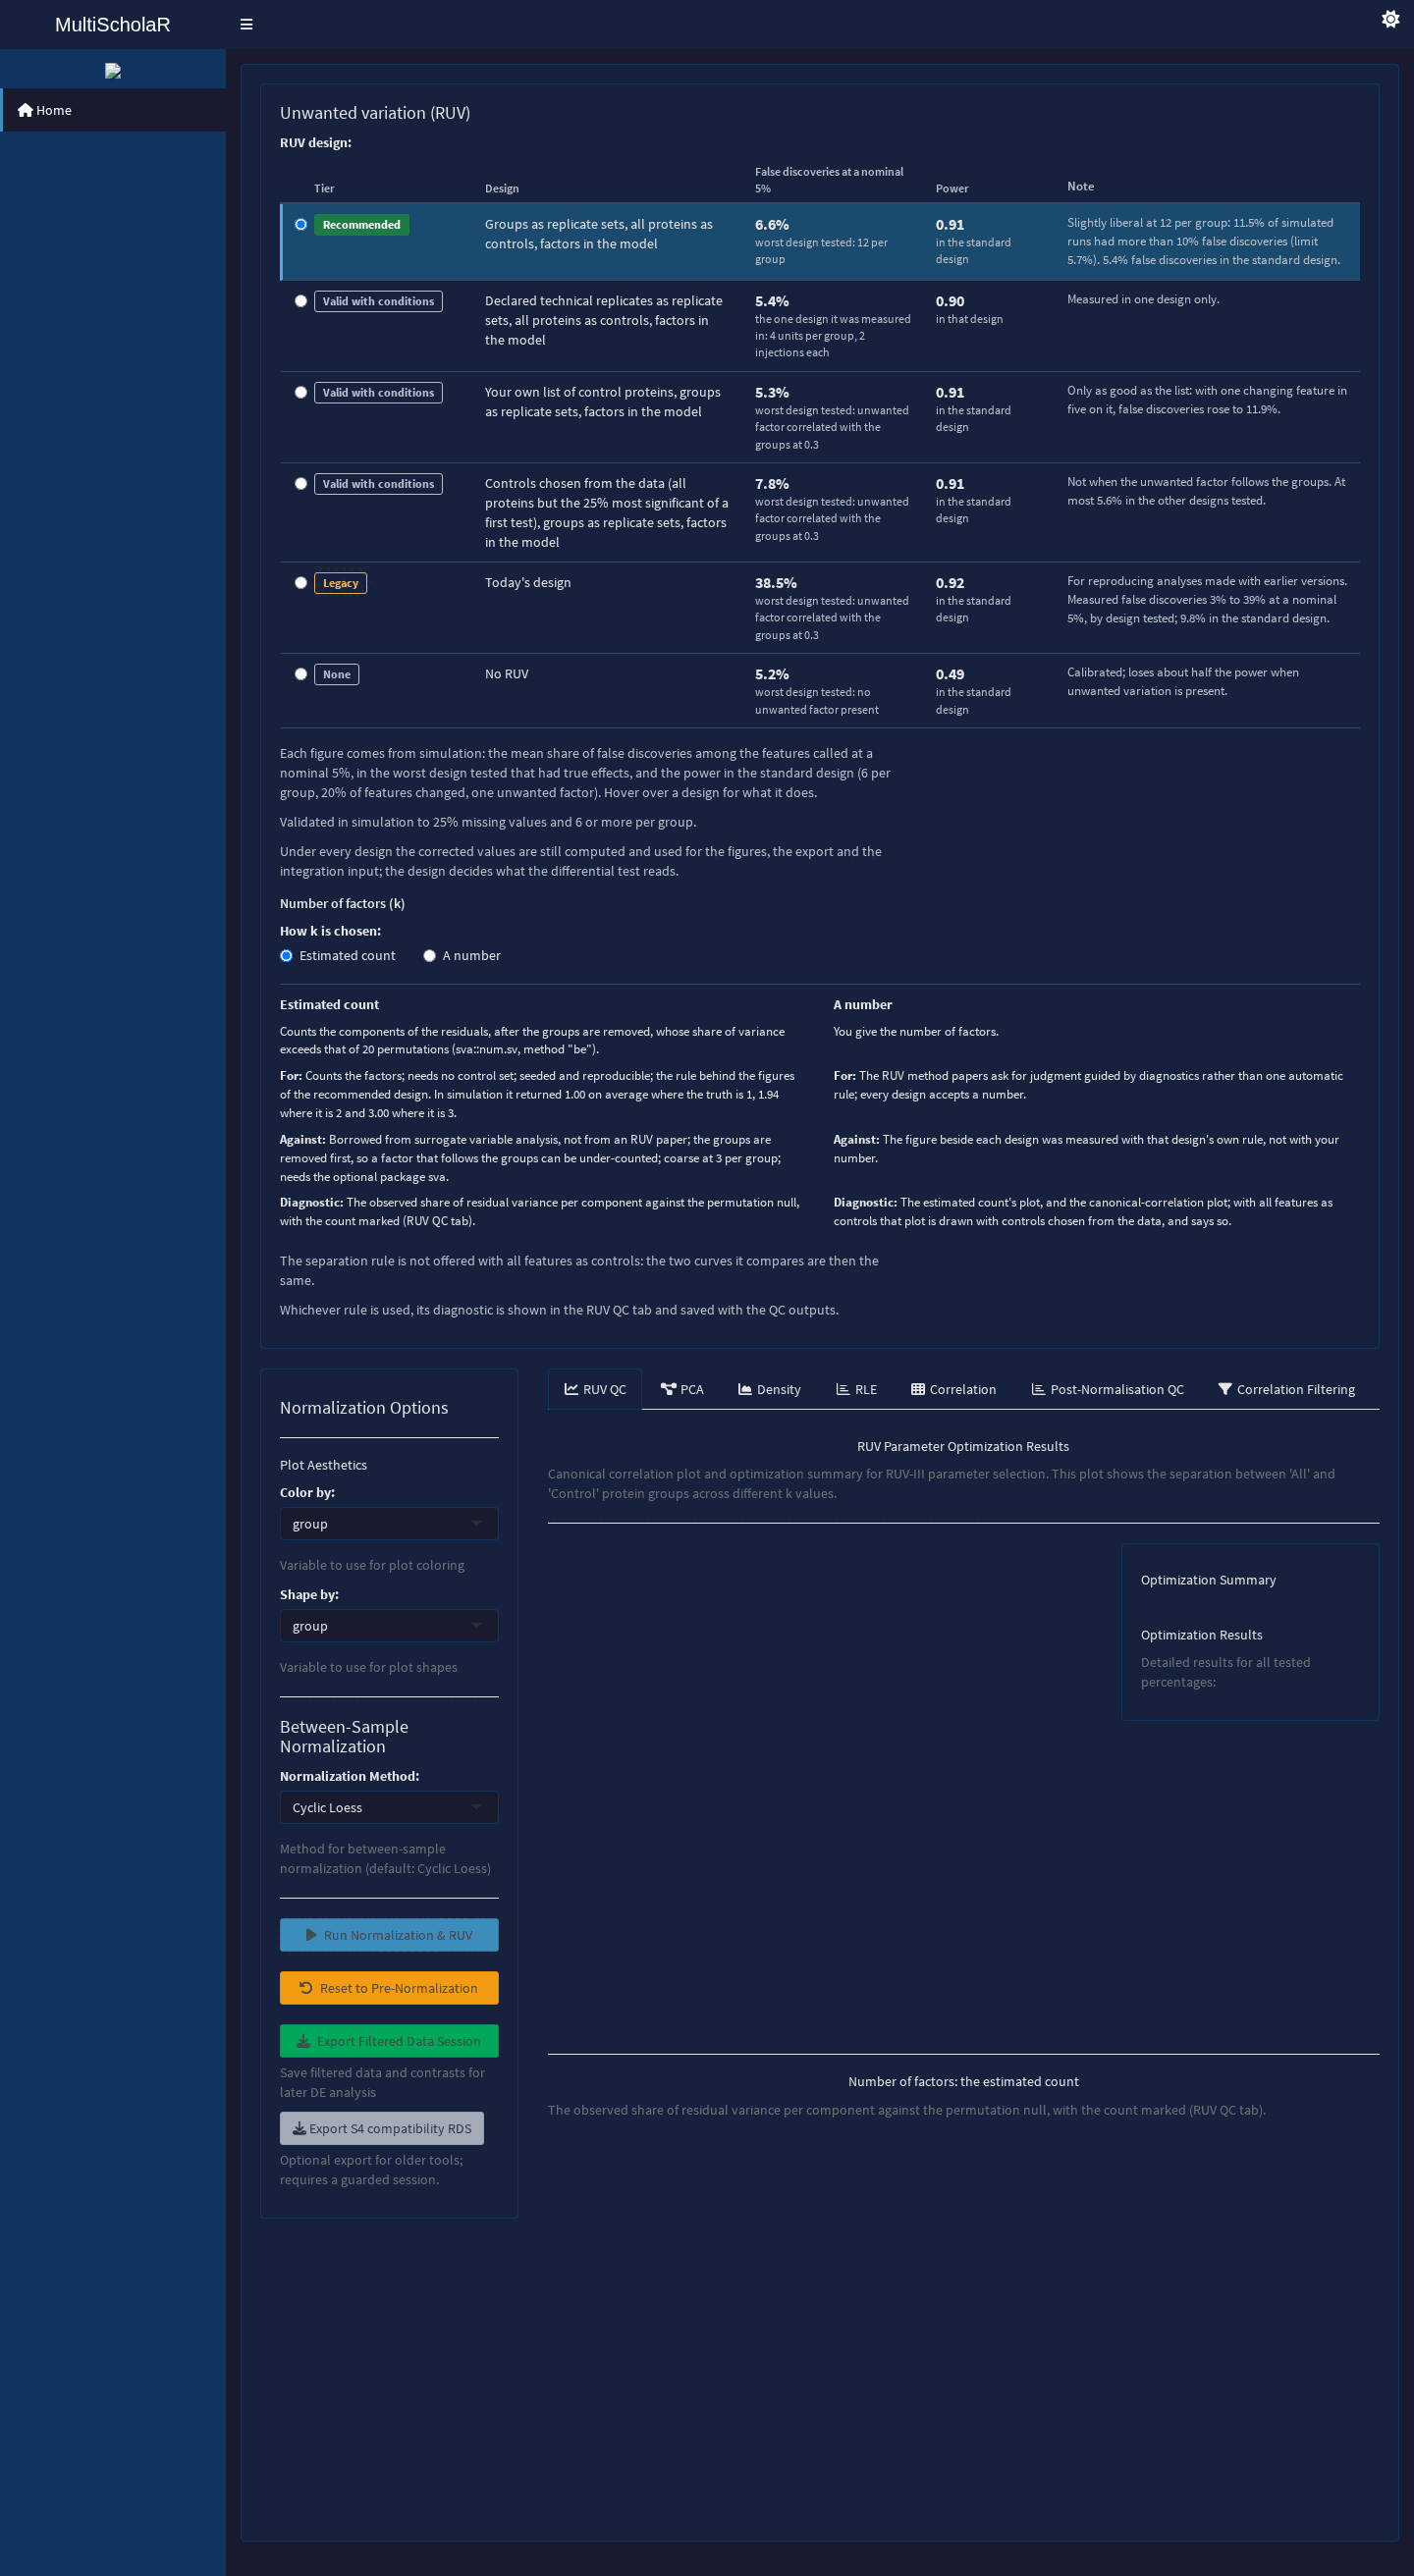 MultiScholaR
Home
Unwanted variation (RUV)
RUV design:
False discoveries at a nominal
Tier Design 5% Power Note
Recommended
Groups as replicate sets, all proteins as
controls, factors in the model
6.6%
worst design tested: 12 per
group
0.91
in the standard
design
Slightly liberal at 12 per group: 11.5% of simulated
runs had more than 10% false discoveries (limit
5.7%). 5.4% false discoveries in the standard design.
Valid with conditions
Declared technical replicates as replicate
sets, all proteins as controls, factors in
the model
5.4%
the one design it was measured
in: 4 units per group, 2
injections each
0.90
in that design
Measured in one design only.
Valid with conditions
Your own list of control proteins, groups
as replicate sets, factors in the model
5.3%
worst design tested: unwanted
factor correlated with the
groups at 0.3
0.91
in the standard
design
Only as good as the list: with one changing feature in
five on it, false discoveries rose to 11.9%.
Valid with conditions
Controls chosen from the data (all
proteins but the 25% most significant of a
first test), groups as replicate sets, factors
in the model
7.8%
worst design tested: unwanted
factor correlated with the
groups at 0.3
0.91
in the standard
design
Not when the unwanted factor follows the groups. At
most 5.6% in the other designs tested.
Legacy
Today's design
38.5%
worst design tested: unwanted
factor correlated with the
groups at 0.3
0.92
in the standard
design
For reproducing analyses made with earlier versions.
Measured false discoveries 3% to 39% at a nominal
5%, by design tested; 9.8% in the standard design.
None
No RUV
5.2%
worst design tested: no
unwanted factor present
0.49
in the standard
design
Calibrated; loses about half the power when
unwanted variation is present.
Each figure comes from simulation: the mean share of false discoveries among the features called at a
nominal 5%, in the worst design tested that had true effects, and the power in the standard design (6 per
group, 20% of features changed, one unwanted factor). Hover over a design for what it does.
Validated in simulation to 25% missing values and 6 or more per group.
Under every design the corrected values are still computed and used for the figures, the export and the
integration input; the design decides what the differential test reads.
Number of factors (k)
How k is chosen:
Estimated count A number
Estimated count
Counts the components of the residuals, after the groups are removed, whose share of variance
exceeds that of 20 permutations (sva::num.sv, method "be").
For: Counts the factors; needs no control set; seeded and reproducible; the rule behind the figures
of the recommended design. In simulation it returned 1.00 on average where the truth is 1, 1.94
where it is 2 and 3.00 where it is 3.
Against: Borrowed from surrogate variable analysis, not from an RUV paper; the groups are
removed first, so a factor that follows the groups can be under-counted; coarse at 3 per group;
needs the optional package sva.
Diagnostic: The observed share of residual variance per component against the permutation null,
with the count marked (RUV QC tab).
A number
You give the number of factors.
For: The RUV method papers ask for judgment guided by diagnostics rather than one automatic
rule; every design accepts a number.
Against: The figure beside each design was measured with that design's own rule, not with your
number.
Diagnostic: The estimated count's plot, and the canonical-correlation plot; with all features as
controls that plot is drawn with controls chosen from the data, and says so.
The separation rule is not offered with all features as controls: the two curves it compares are then the
same.
Whichever rule is used, its diagnostic is shown in the RUV QC tab and saved with the QC outputs.
Normalization Options
Plot Aesthetics
Color by:
group
Variable to use for plot coloring
Shape by:
group
Variable to use for plot shapes
Between-Sample
Normalization
Normalization Method:
Cyclic Loess
Method for between-sample
normalization (default: Cyclic Loess)
Run Normalization & RUV
Reset to Pre-Normalization
Export Filtered Data Session
Save filtered data and contrasts for
later DE analysis
Export S4 compatibility RDS
Optional export for older tools;
requires a guarded session.
RUV QC PCA Density RLE Correlation Post-Normalisation QC Correlation Filtering
RUV Parameter Optimization Results
Canonical correlation plot and optimization summary for RUV-III parameter selection. This plot shows the separation between 'All' and
'Control' protein groups across different k values.
Optimization Summary
Optimization Results
Detailed results for all tested
percentages:
Number of factors: the estimated count
The observed share of residual variance per component against the permutation null, with the count marked (RUV QC tab).